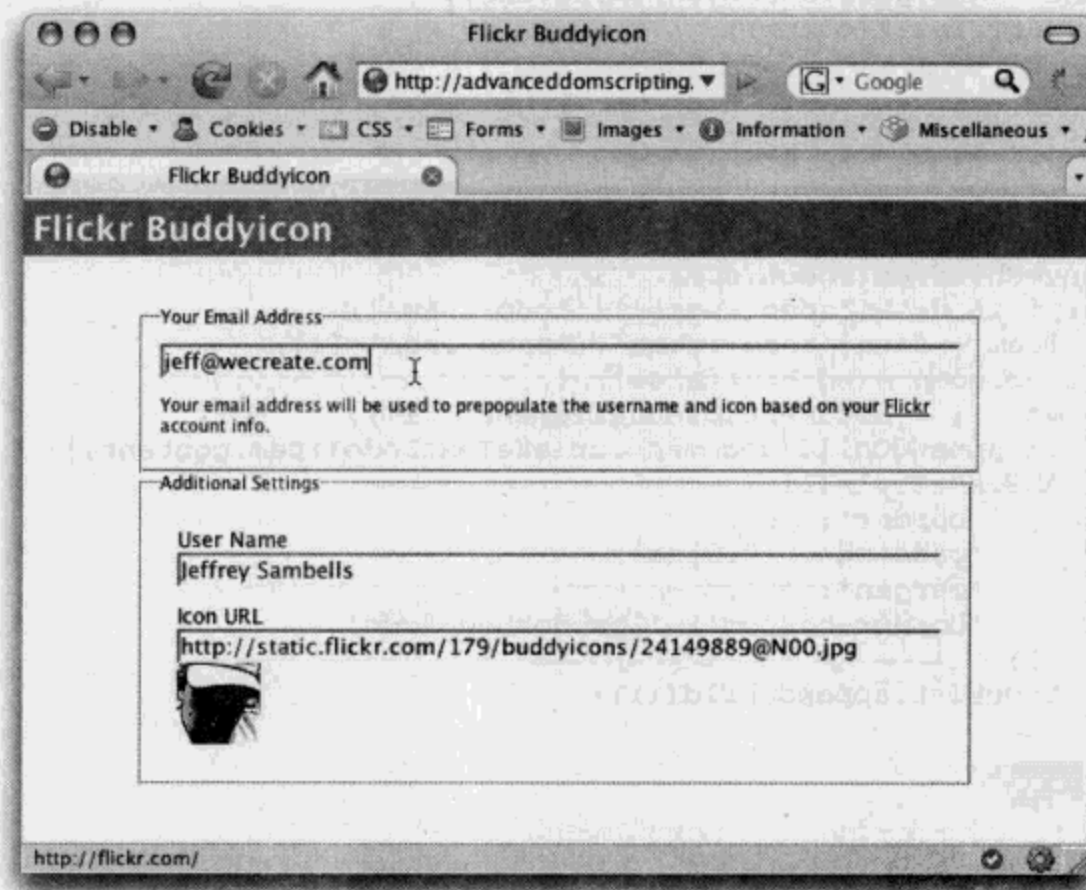 Flickr Buddyicon
http://advanceddomscripting. G Google
Disable Cookies CSS Forms Images Information Miscellaneous
Flickr Buddyicon
Flickr Buddyicon
Your Email Address
jeff@wecreate.com
Your email address will be used to prepopulate the username and icon based on your Flickr
account info.
Additional Settings
User Name
Jeffrey Sambells
Icon URL
http://static.flickr.com/179/buddyicons/24149889@N00.jpg
http://flickr.com/